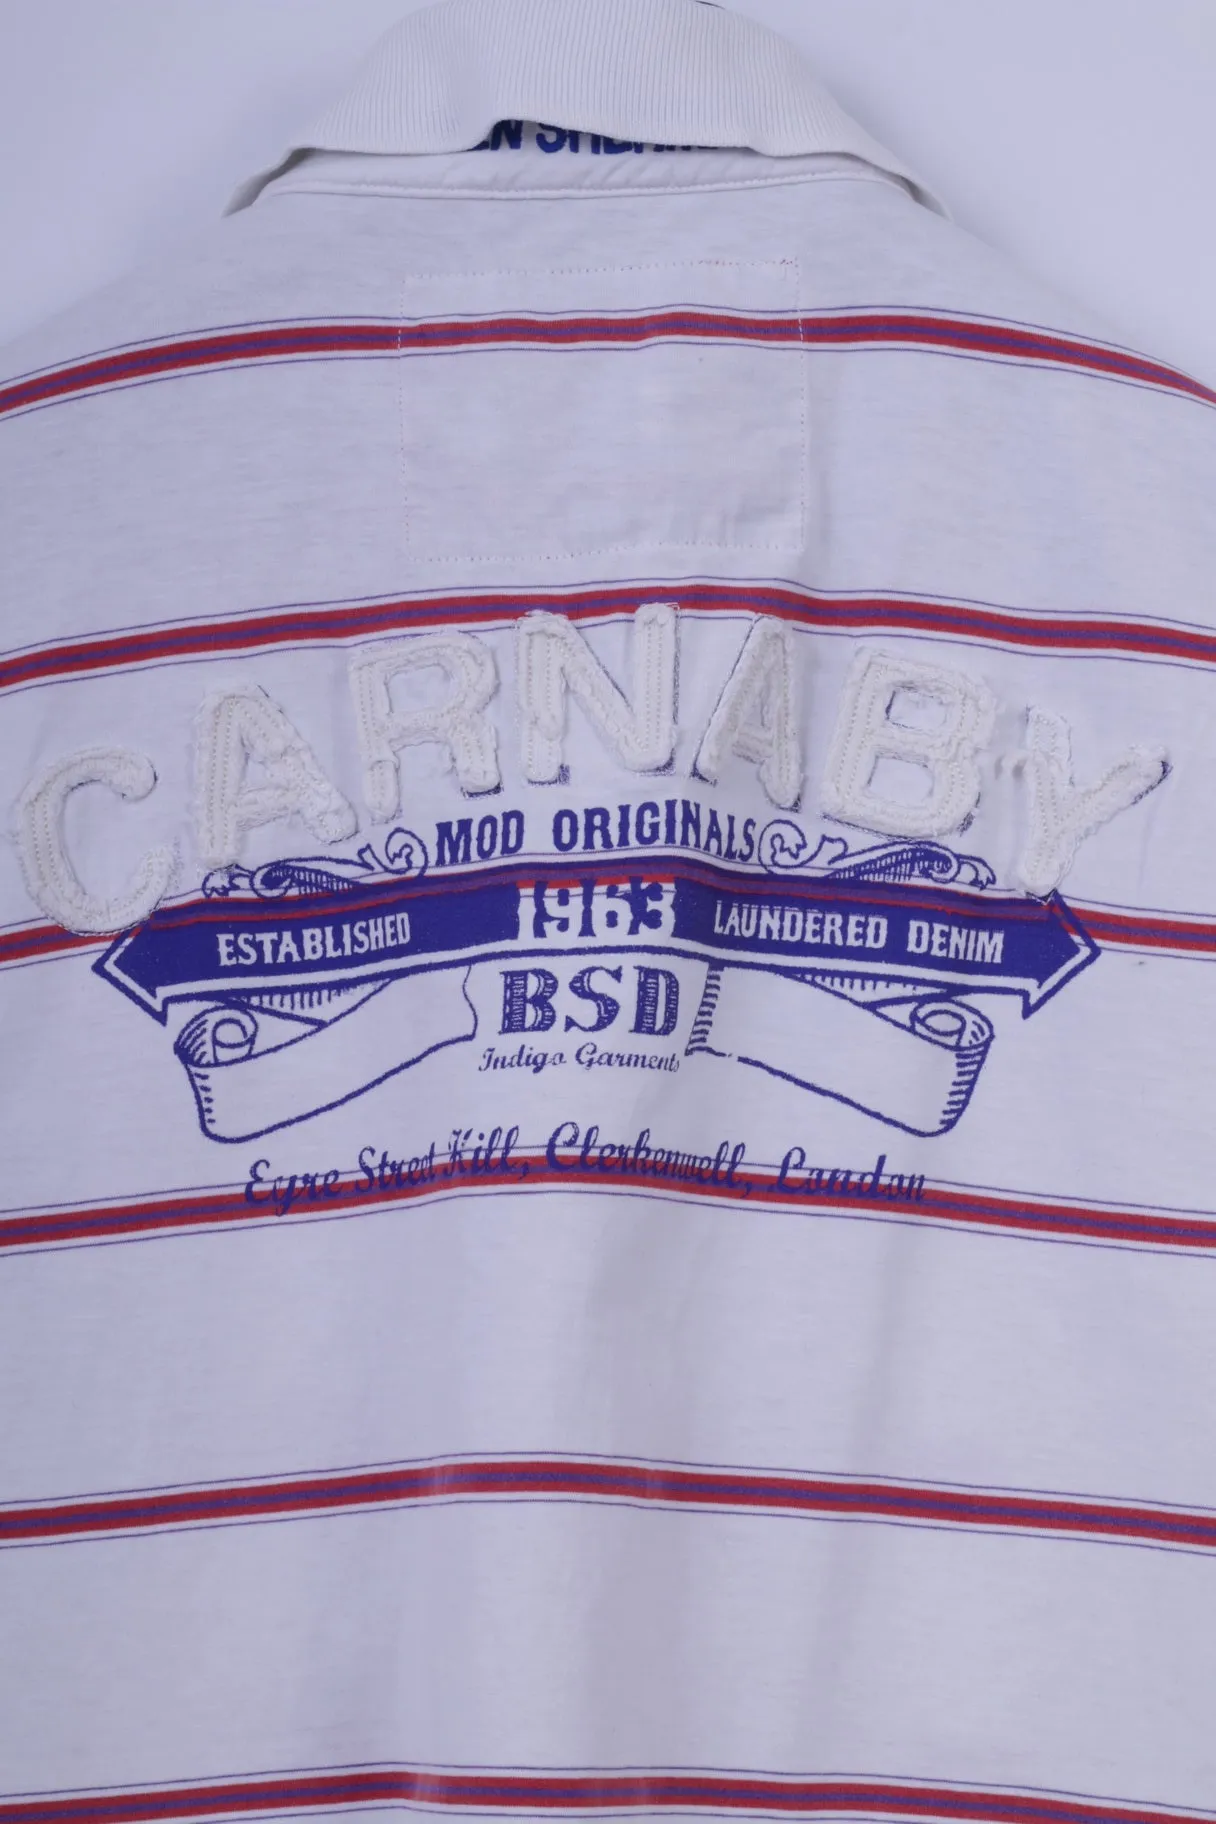 CARNABY
MOD ORIGINALS
ESTABLISHED 1963 LAUNDERED DENIM
BSD
Indigo Garments
Eyre Street Hill, Clerkenwell, London